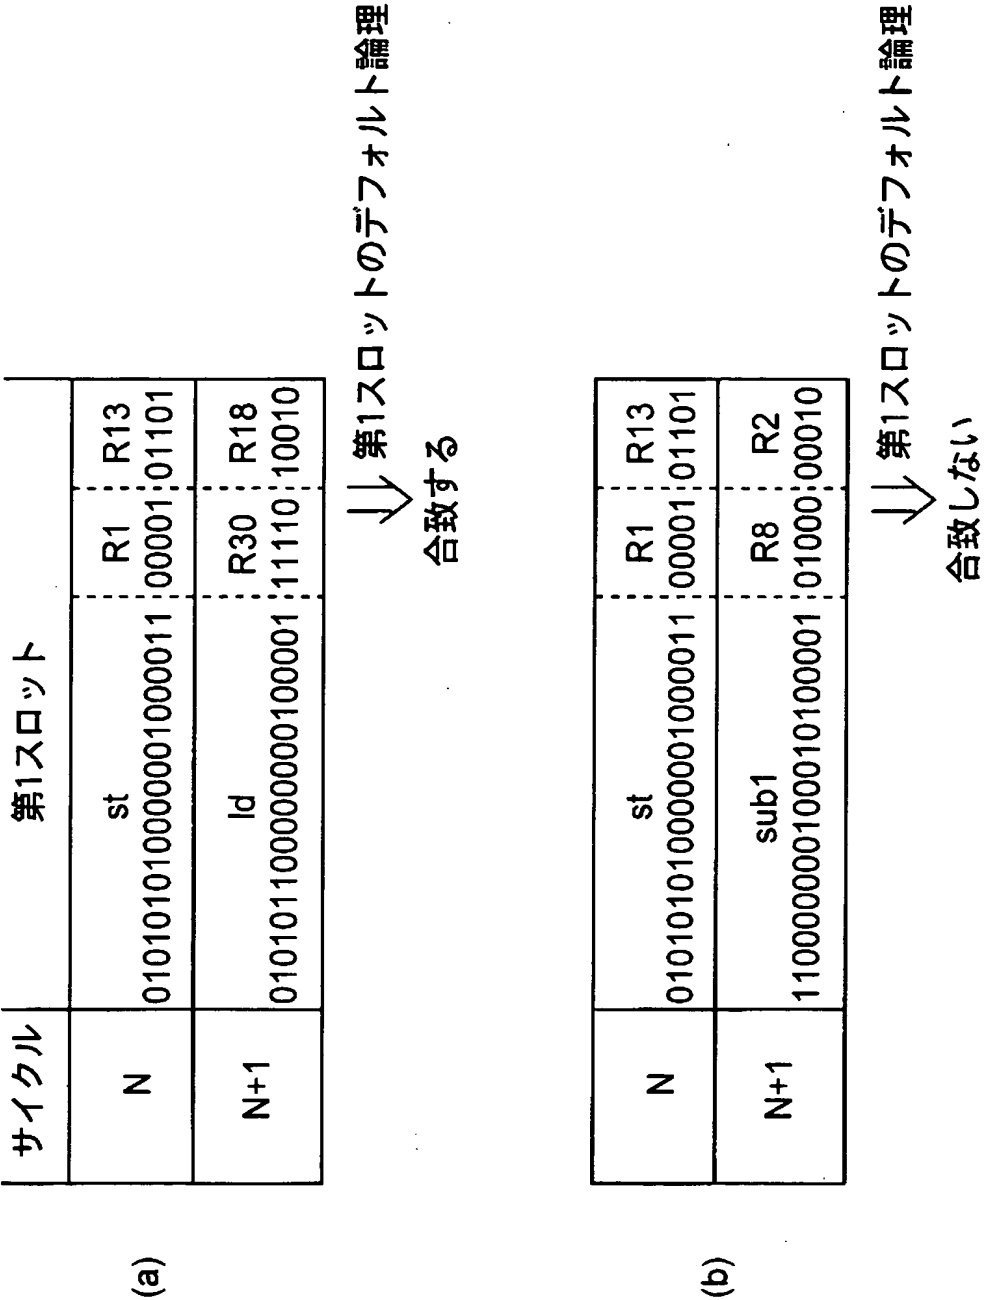 サイクル 第1スロット
N st R1 R13
0101010100000001000011 00001 01101
N+1 ld R30 R18
0101011000000000100001 11110 10010
(a)
第1スロットのデフォルト論理
合致する
N st R1 R13
0101010100000001000011 00001 01101
N+1 sub1 R8 R2
1100000000100010100001 01000 00010
(b)
第1スロットのデフォルト論理
合致しない